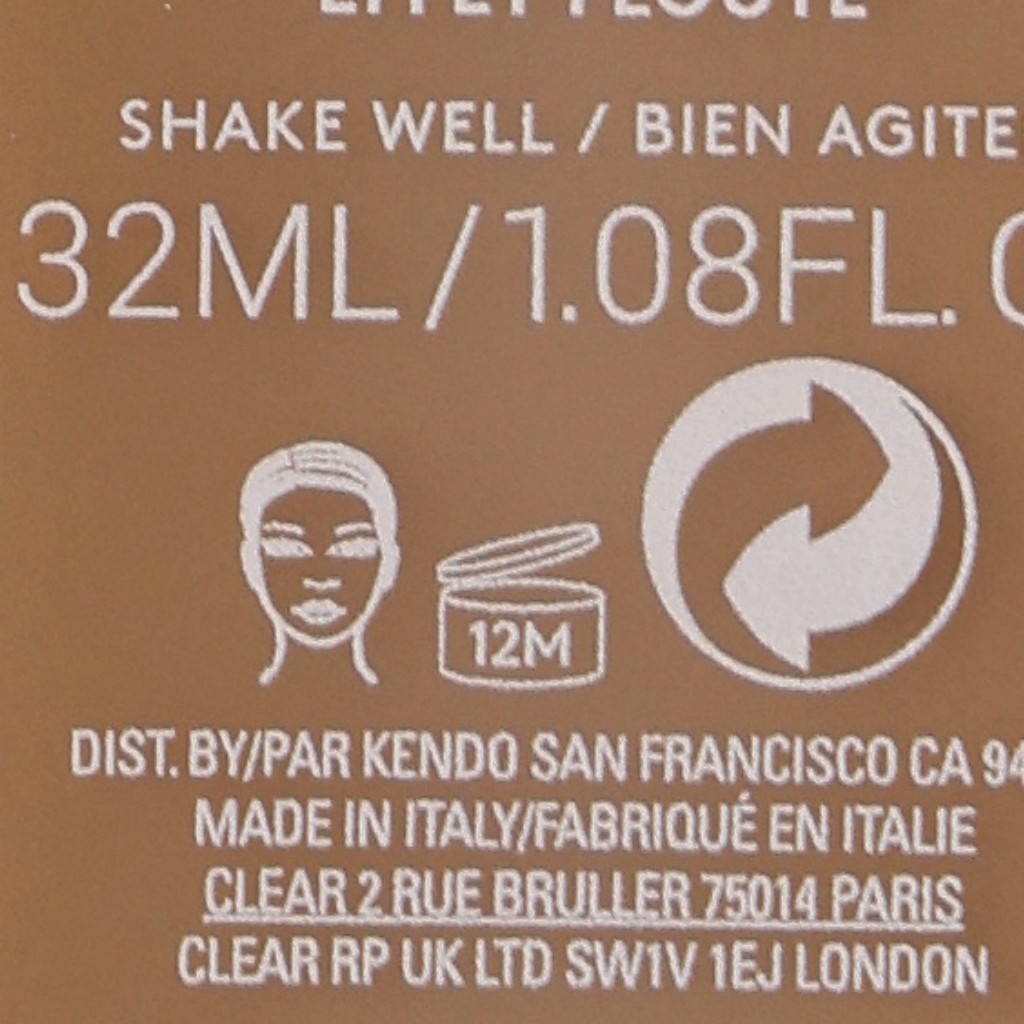 SHAKE WELL / BIEN AGITE
32ML/1.08FL.
12M
DIST. BY/PAR KENDO SAN FRANCISCO CA 94
MADE IN ITALY/FABRIQUÉ EN ITALIE
CLEAR 2 RUE BRULLER 75014 PARIS
CLEAR RP UK LTD SW1V 1EJ LONDON